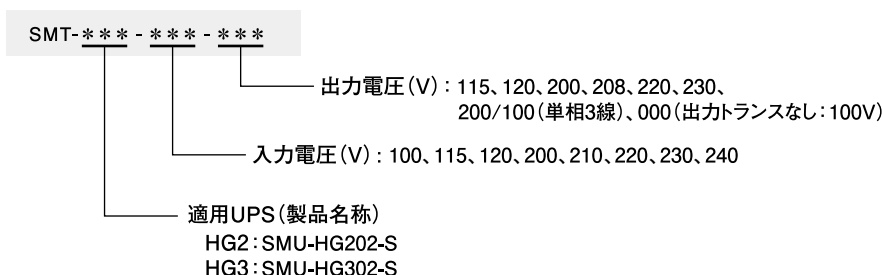 SMT-*** - *** - ***
出力電圧(V) : 115、120、200、208、220、230、
200/100(単相3線)、000(出力トランスなし:100V)
入力電圧(V) : 100、115、120、200、210、220、230、240
適用UPS(製品名称)
HG2:SMU-HG202-S
HG3:SMU-HG302-S